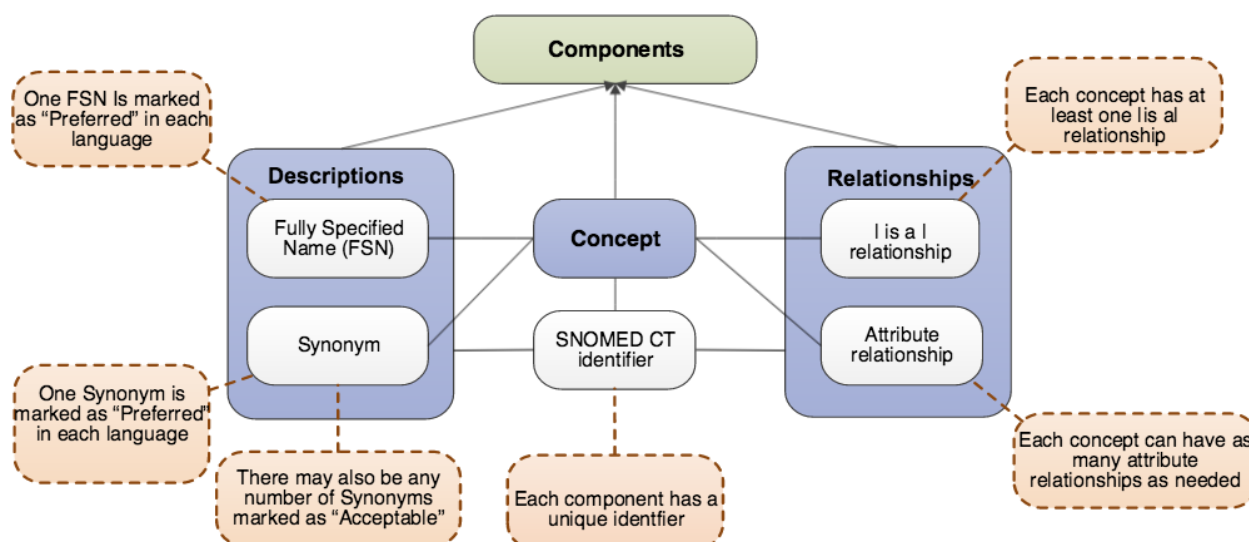 Components
One FSN Is marked
as “Preferred” in each
language
Each concept has at
least one lis al
relationship
Descriptions
Fully Specified
Name (FSN)
Synonym
Concept
SNOMED CT
identifier
Relationships
l is a l
relationship
Attribute
relationship
One Synonym is
marked as “Preferred”
in each language
There may also be any
number of Synonyms
marked as “Acceptable”
Each component has a
unique identfier
Each concept can have as
many attribute
relationships as needed